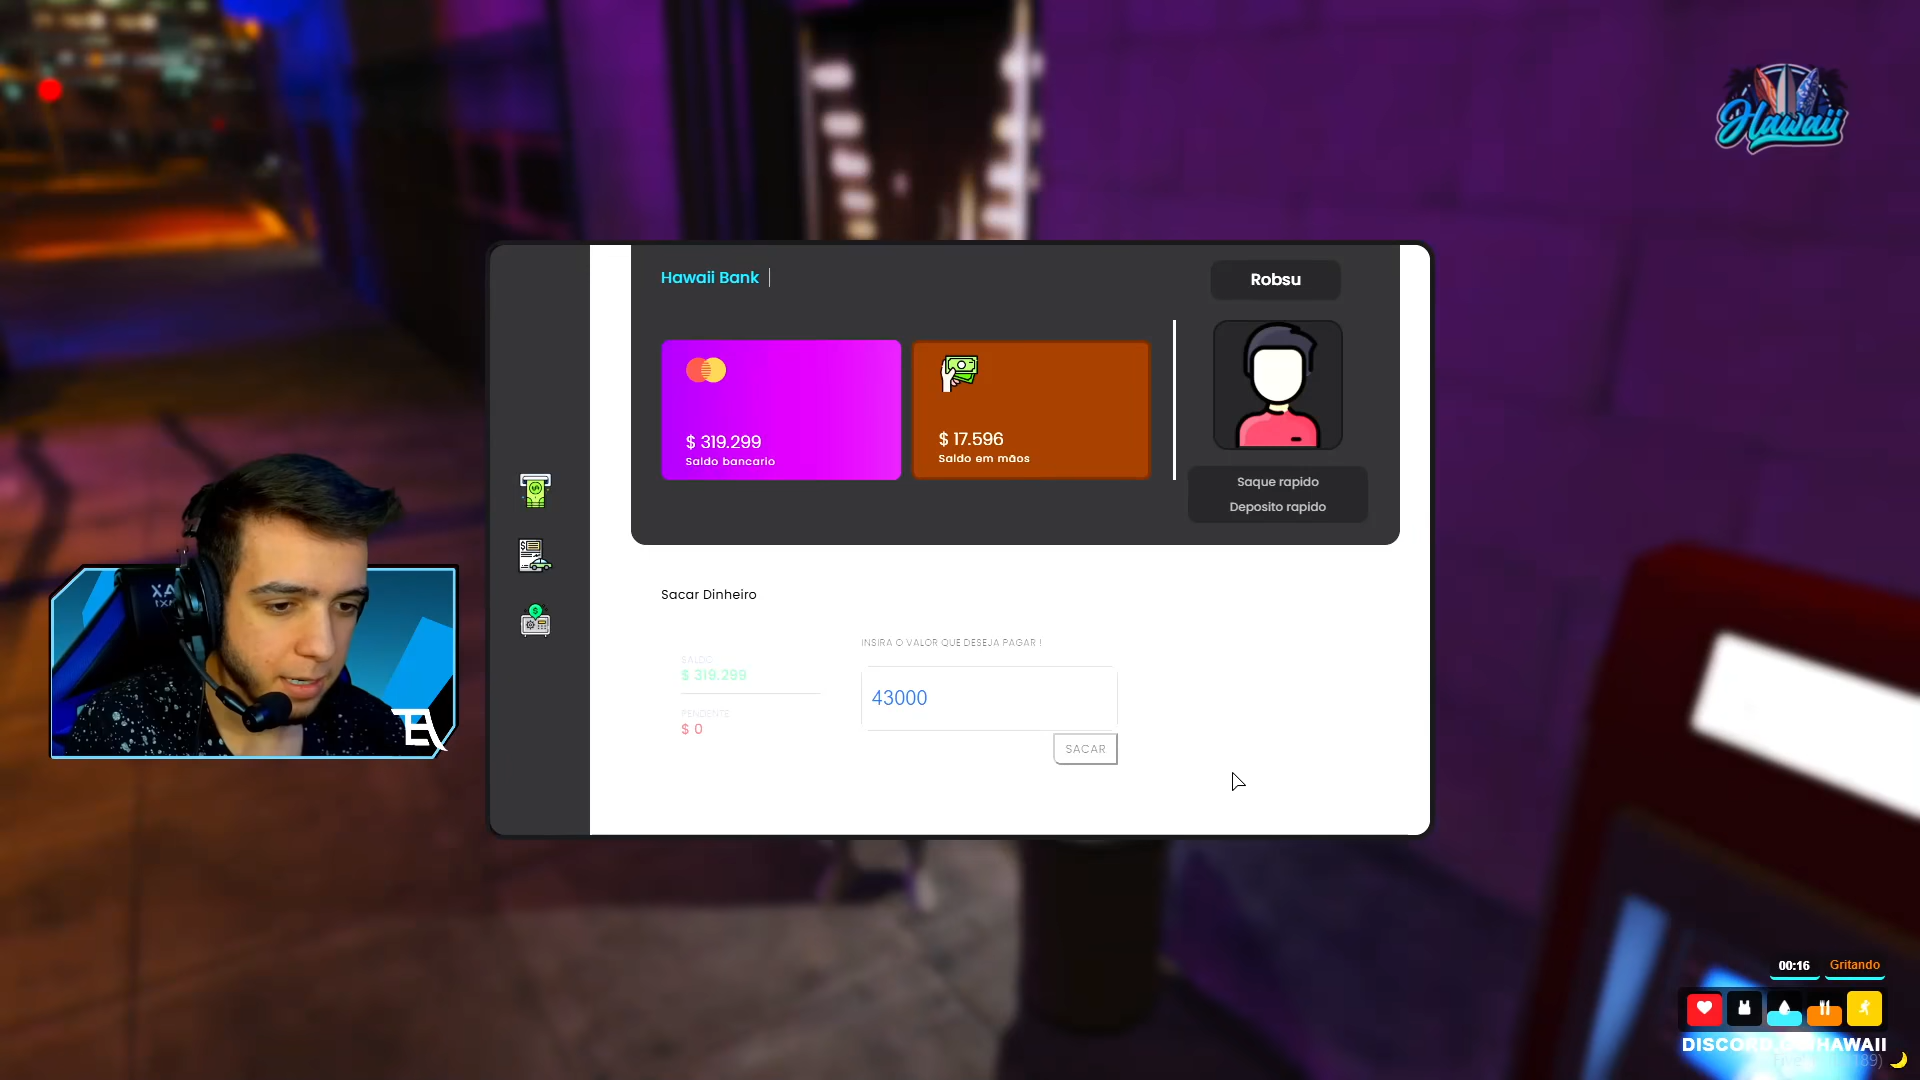 Hawaii
Hawaii Bank
Robsu
$ 319.299
Saldo bancario
$ 17.596
Saldo em mãos
Saque rapido
Deposito rapido
Sacar Dinheiro
INSIRA O VALOR QUE DESEJA PAGAR !
SALDO
$ 319.299
43000
PENDENTE
$ 0
SACAR
00:16
Gritando